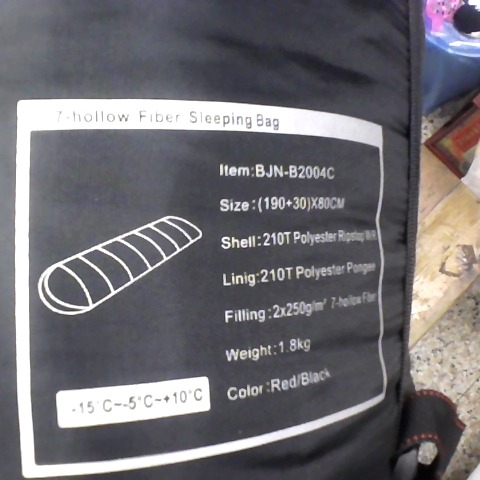 7-hollow Fiber Sleeping Bag
Item:BJN-B2004C
Size:(190+30)X80CM
Shell:210T Polyester Ripstop W/R
Linig:210T Polyester Pongee
Filling:2x250g/m² 7-hollow Fiber
Weight:1.8kg
Color:Red/Black
-15°C~-5°C~+10°C